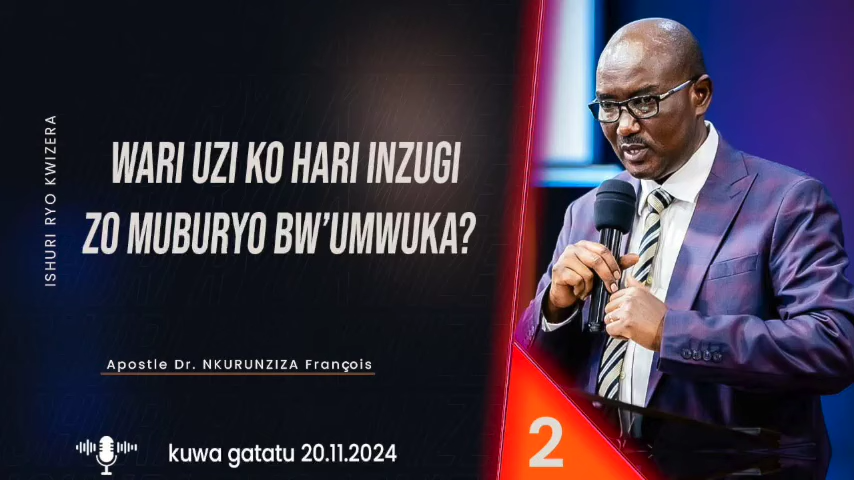 ISHURI RYO KWIZERA
WARI UZI KO HARI INZUGI
ZO MUBURYO BW'UMWUKA?
Apostle Dr. NKURUNZIZA François
kuwa gatatu 20.11.2024
2